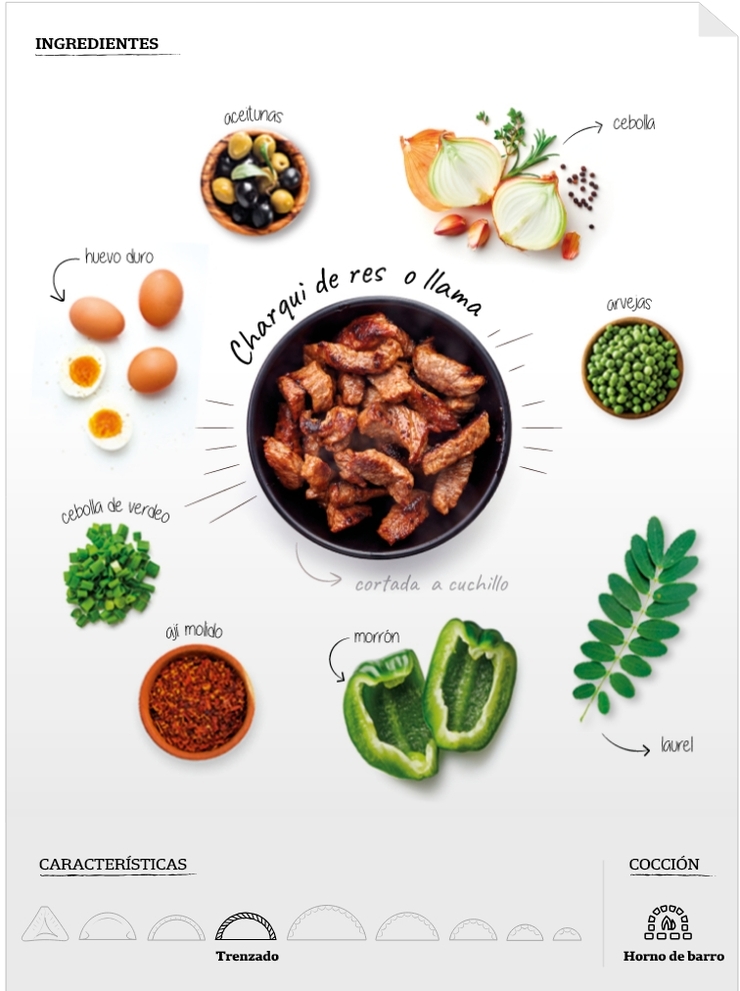 INGREDIENTES
aceitunas
cebolla
huevo duro
Charqui de res o llama
arvejas
cebolla de verdeo
cortada a cuchillo
ají molido
morrón
laurel
CARACTERÍSTICAS
COCCIÓN
Trenzado
Horno de barro